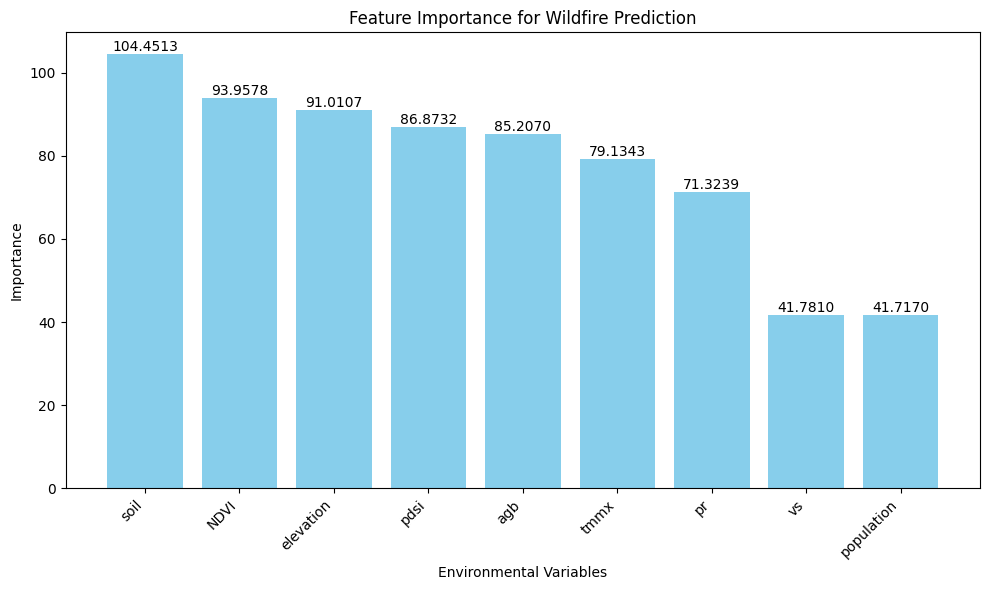 Feature Importance for Wildfire Prediction
104.4513
93.9578
91.0107
86.8732
85.2070
79.1343
71.3239
41.7810
41.7170
100
80
60
40
20
0
Importance
soil
NDVI
elevation
pdsi
agb
tmmx
pr
vs
population
Environmental Variables